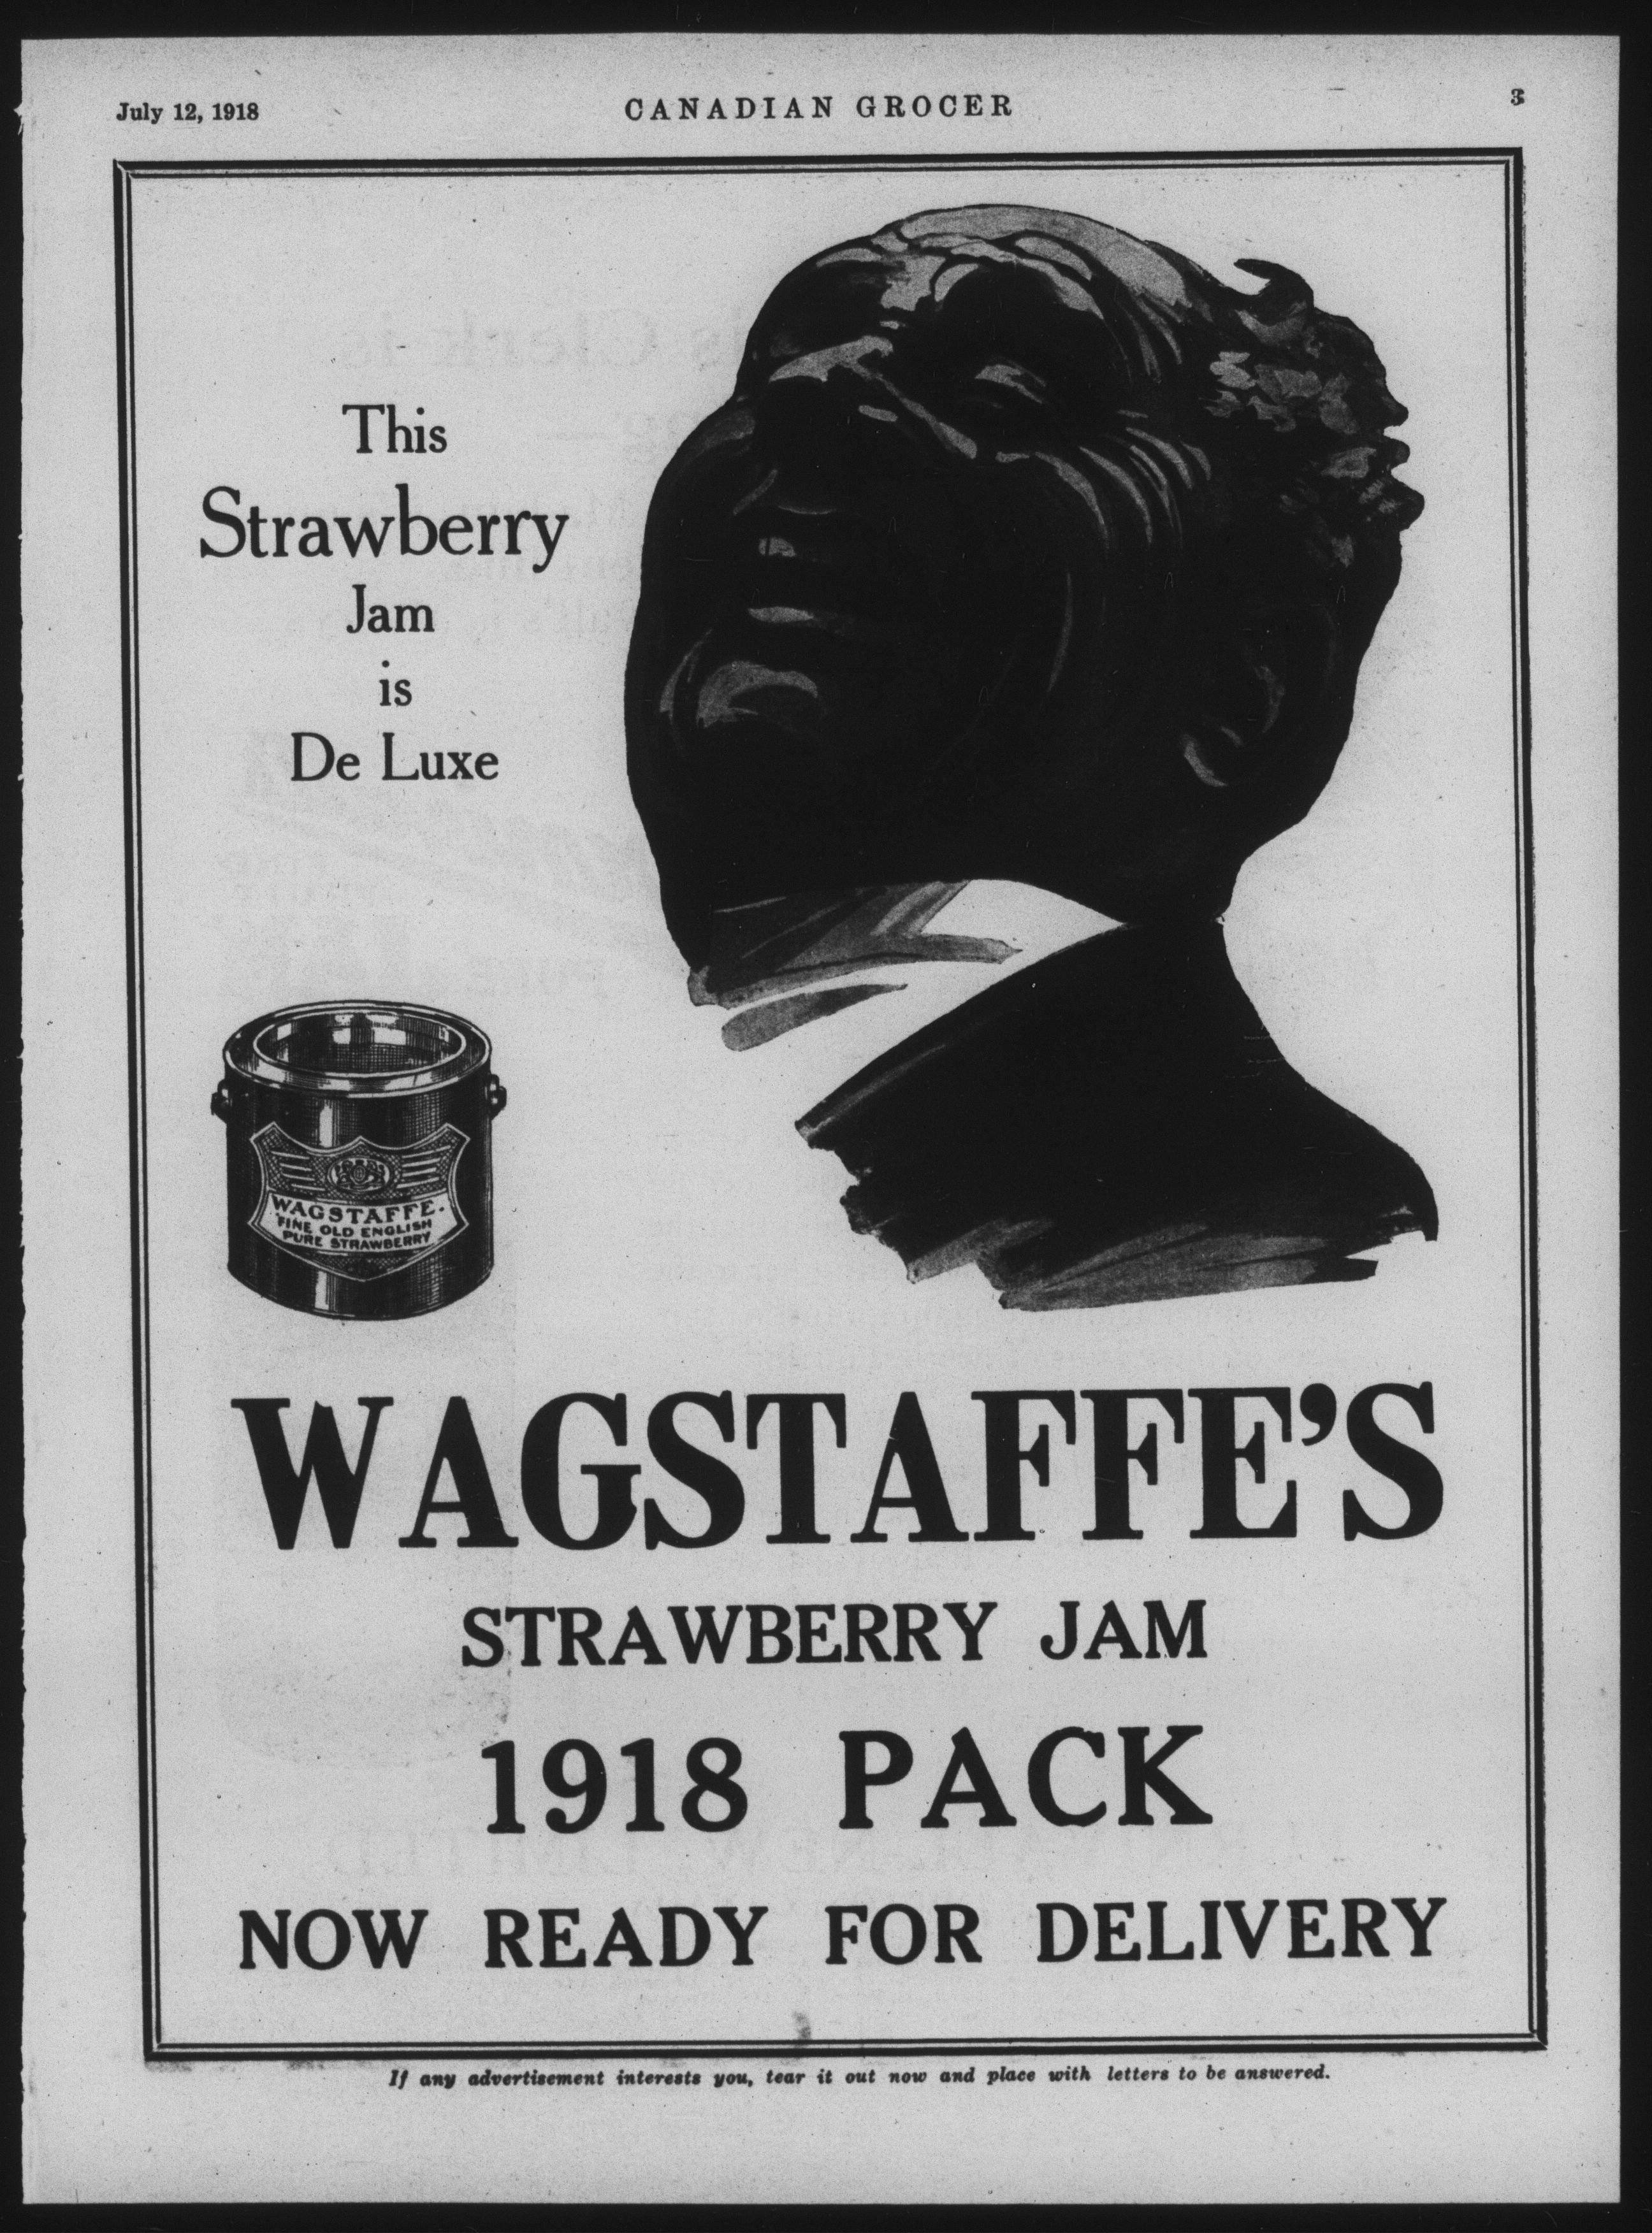 July 12, 1918
CANADIAN GROCER
3
This
Strawberry
Jam
is
De Luxe
WAGSTAFFE.
FINE OLD ENGLISH
PURE STRAWBERRY
WAGSTAFFE'S
STRAWBERRY JAM
1918 PACK
NOW READY FOR DELIVERY
If any advertisement interests you, tear it out now and place with letters to be answered.